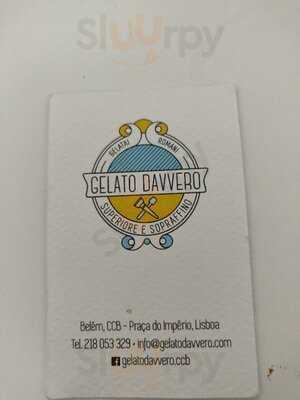 Sluurpy
GELATAI ROMANI
GELATO DAVVERO
SUPERIORE E SOPRAFFINO
Belém, CCB - Praça do Império, Lisboa
Tel. 218 053 329 • info@gelatodavvero.com
gelatodavvero.ccb